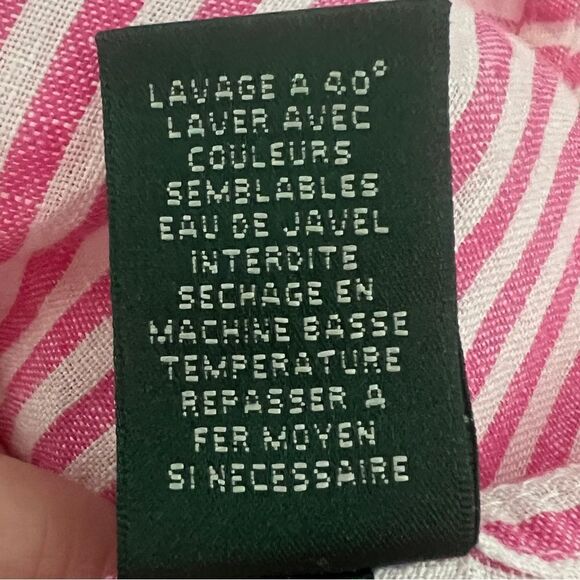 LAVAGE A 40°
LAVER AVEC
COULEURS
SEMBLABLES
EAU DE JAVEL
INTERDITE
SECHAGE EN
MACHINE BASSE
TEMPERATURE
REPASSER A
FER MOYEN
SI NECESSAIRE